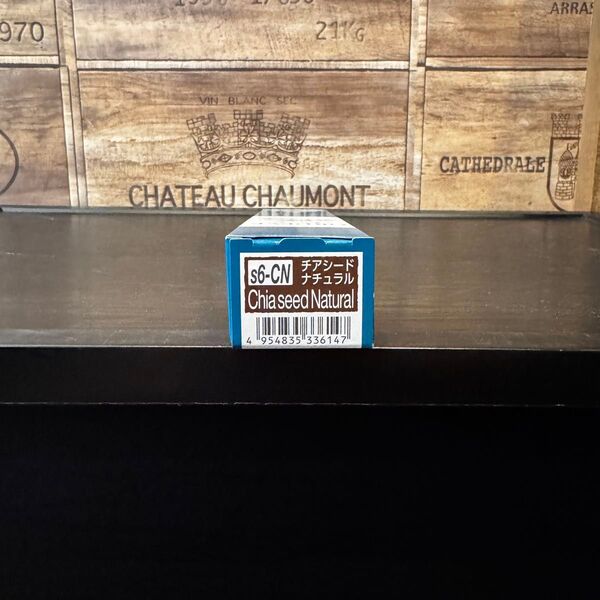 ARRAS
1970
21KG
VIN BLANC SEC
CHATEAU CHAUMONT
CATHEDRALE
s6-CN
チアシード
ナチュラル
Chia seed Natural
4 954835 336147